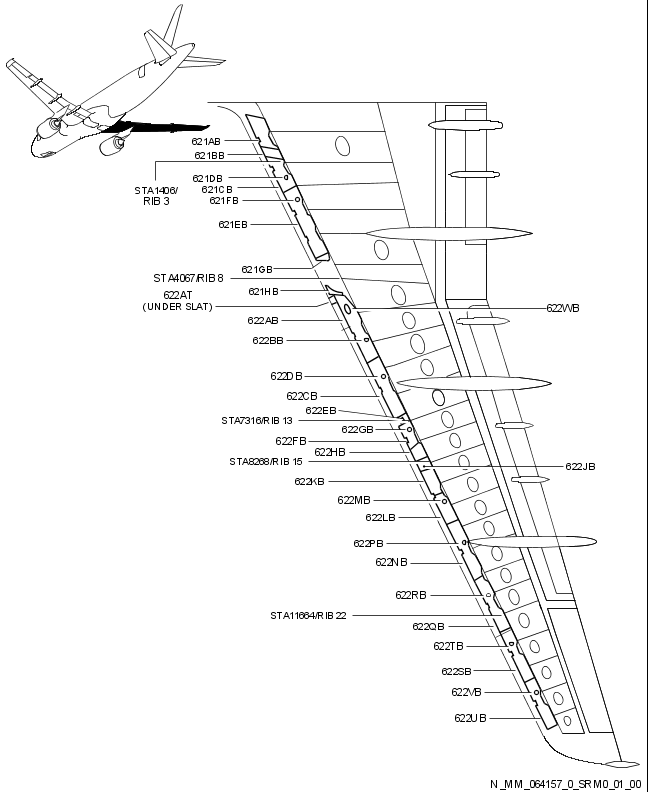 621AB
621BB
STA1406/
RIB 3
621DB
621CB
621FB
621EB
621GB
STA4067/RIB 8
621HB
622AT
(UNDER SLAT)
622VVB
622AB
622BB
622DB
622CB
622EB
STA7316/RIB 13
622GB
622FB
622HB
STA8268/RIB 15
622JB
622KB
622MB
622LB
622PB
622NB
622RB
STA11664/RIB 22
622QB
622TB
622SB
622VB
622UB
N_MM_064157_0_SRM0_01_00